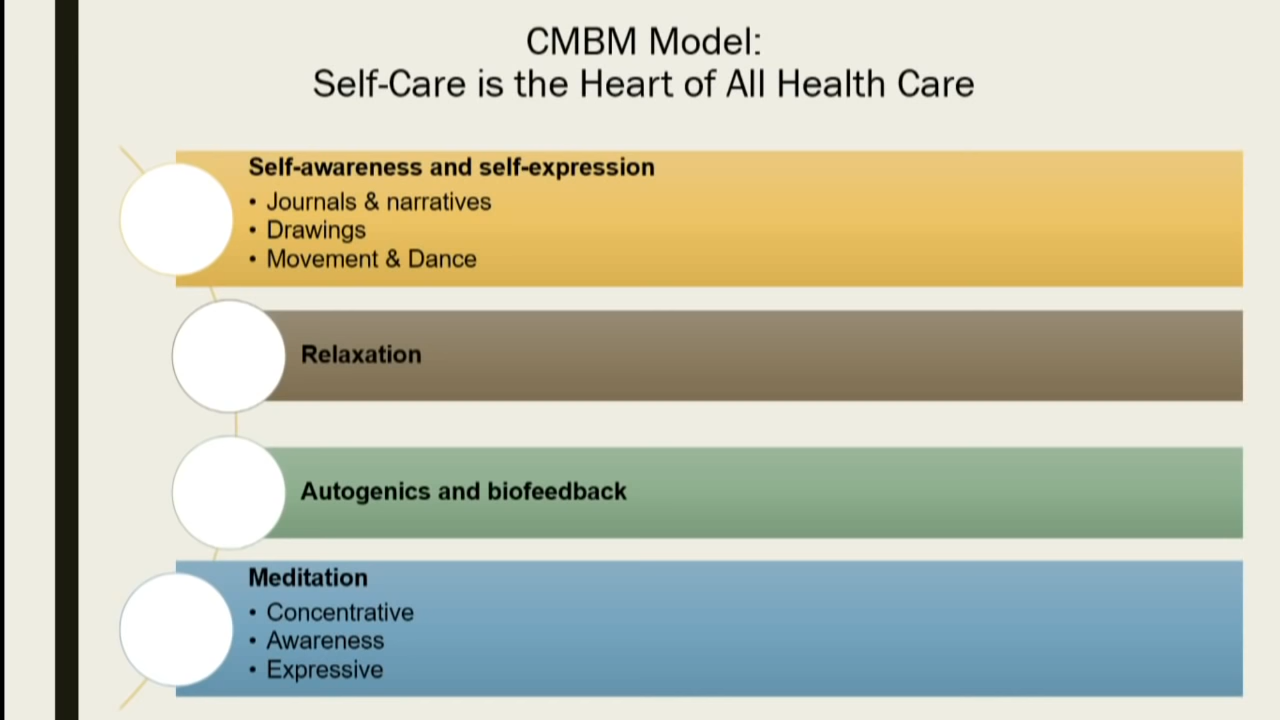 CMBM Model:
Self-Care is the Heart of All Health Care
Self-awareness and self-expression
• Journals & narratives
• Drawings
• Movement & Dance
Relaxation
Autogenics and biofeedback
Meditation
• Concentrative
• Awareness
• Expressive